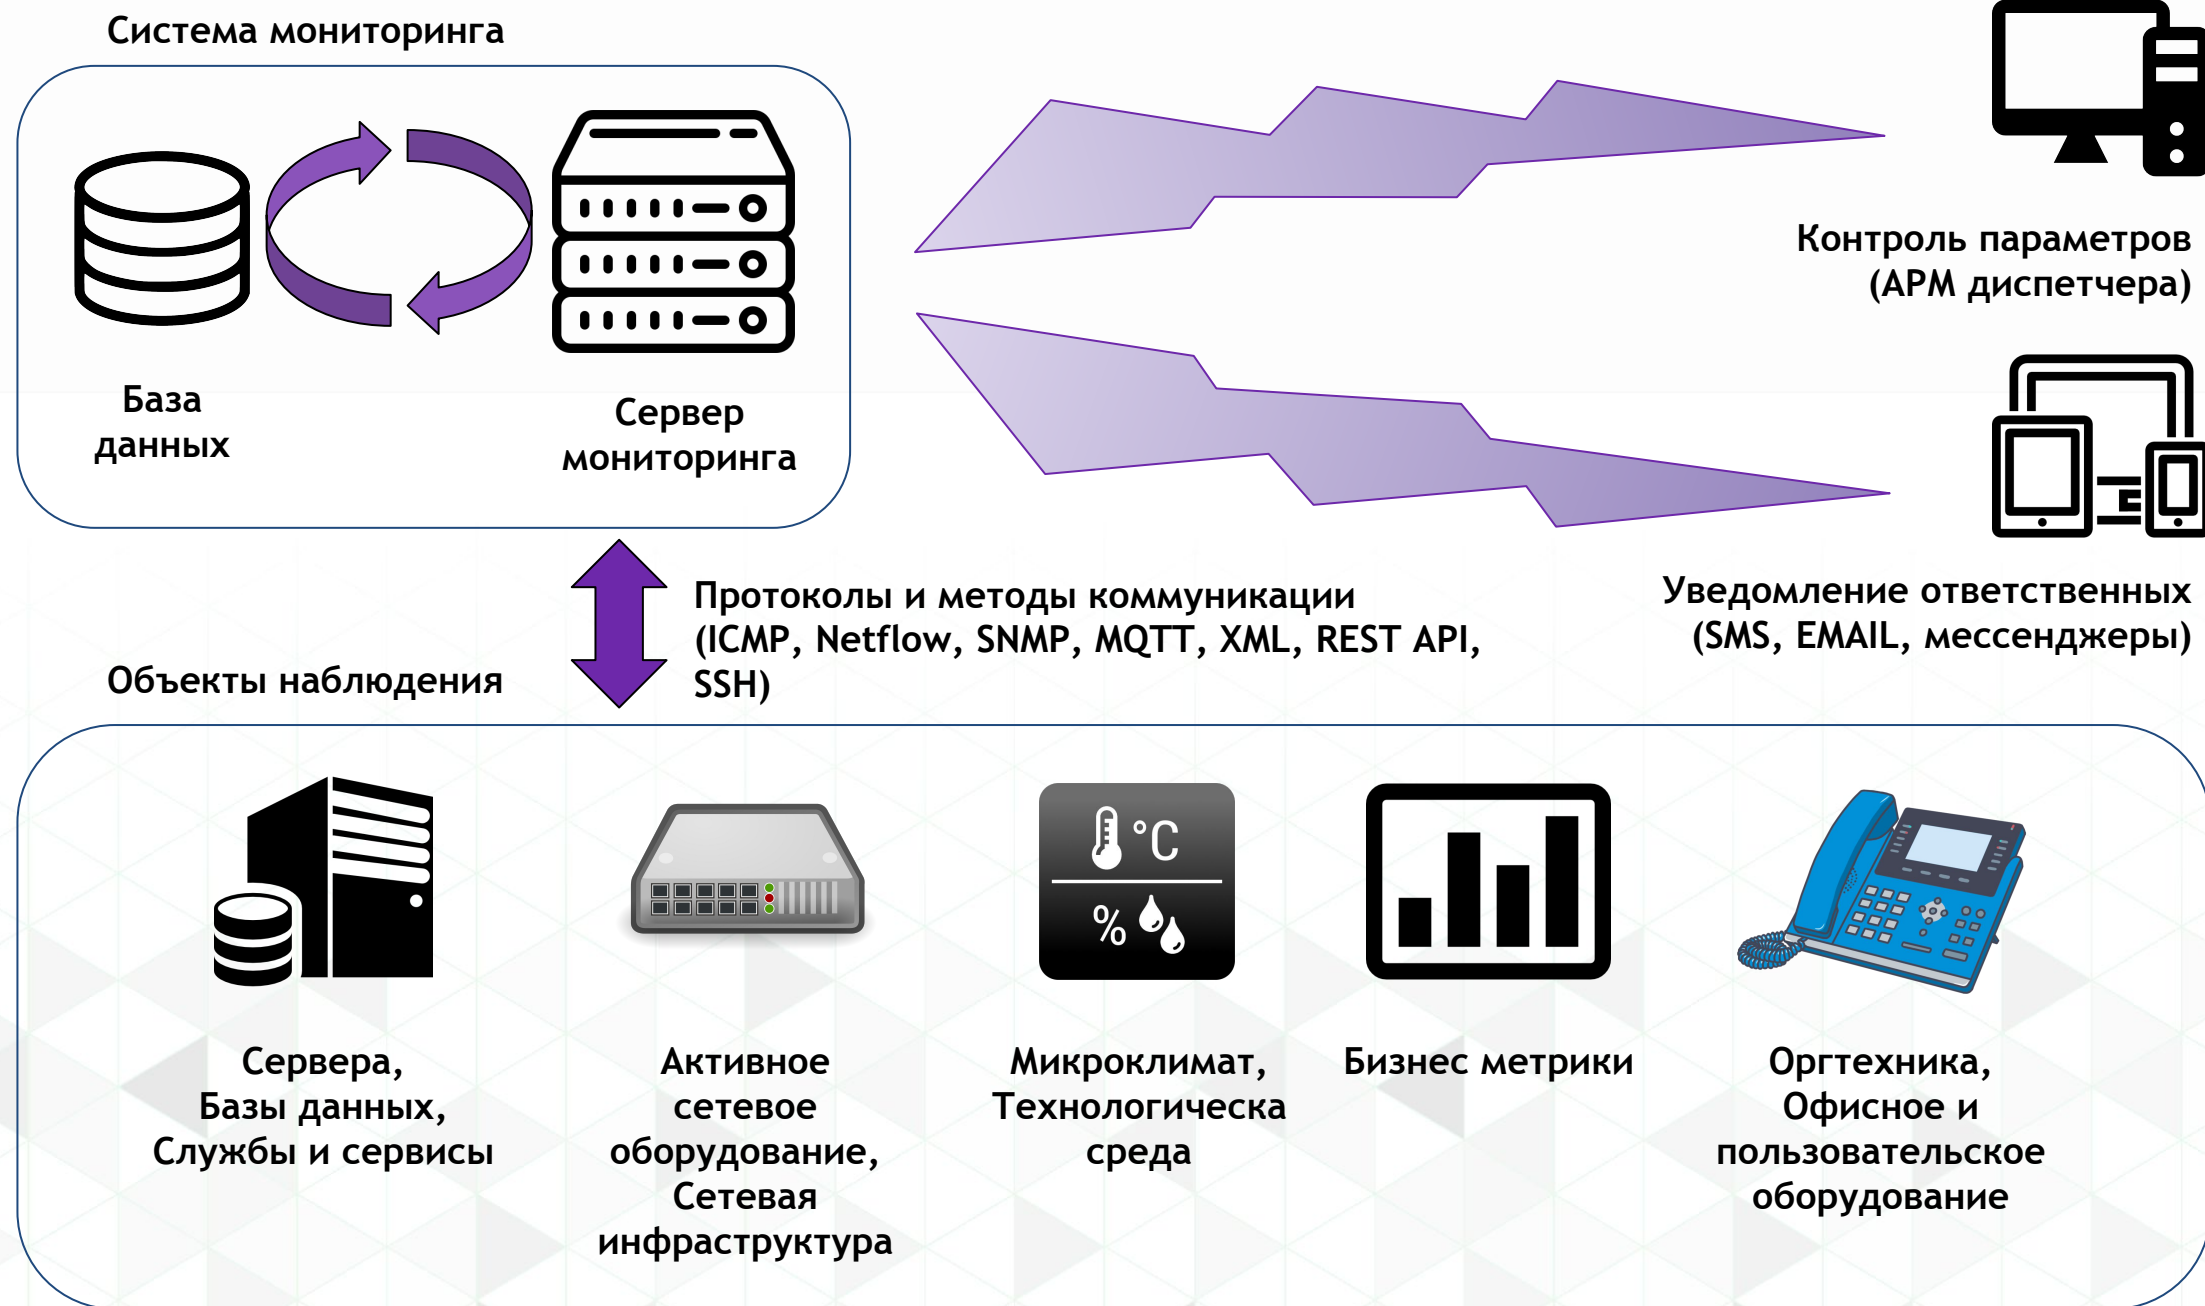 Система мониторинга
База
данных
Сервер
мониторинга
Контроль параметров
(АРМ диспетчера)
Уведомление ответственных
(SMS, EMAIL, мессенджеры)
Протоколы и методы коммуникации
(ICMP, Netflow, SNMP, MQTT, XML, REST API,
SSH)
Объекты наблюдения
°C
%
Сервера,
Базы данных,
Службы и сервисы
Активное
сетевое
оборудование,
Сетевая
инфраструктура
Микроклимат,
Технологическа
среда
Бизнес метрики
Оргтехника,
Офисное и
пользовательское
оборудование